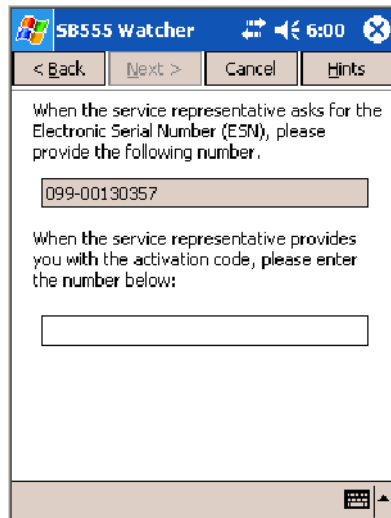 SB555 Watcher 6:00
< Back Next > Cancel Hints
When the service representative asks for the
Electronic Serial Number (ESN), please
provide the following number.
099-00130357
When the service representative provides
you with the activation code, please enter
the number below: